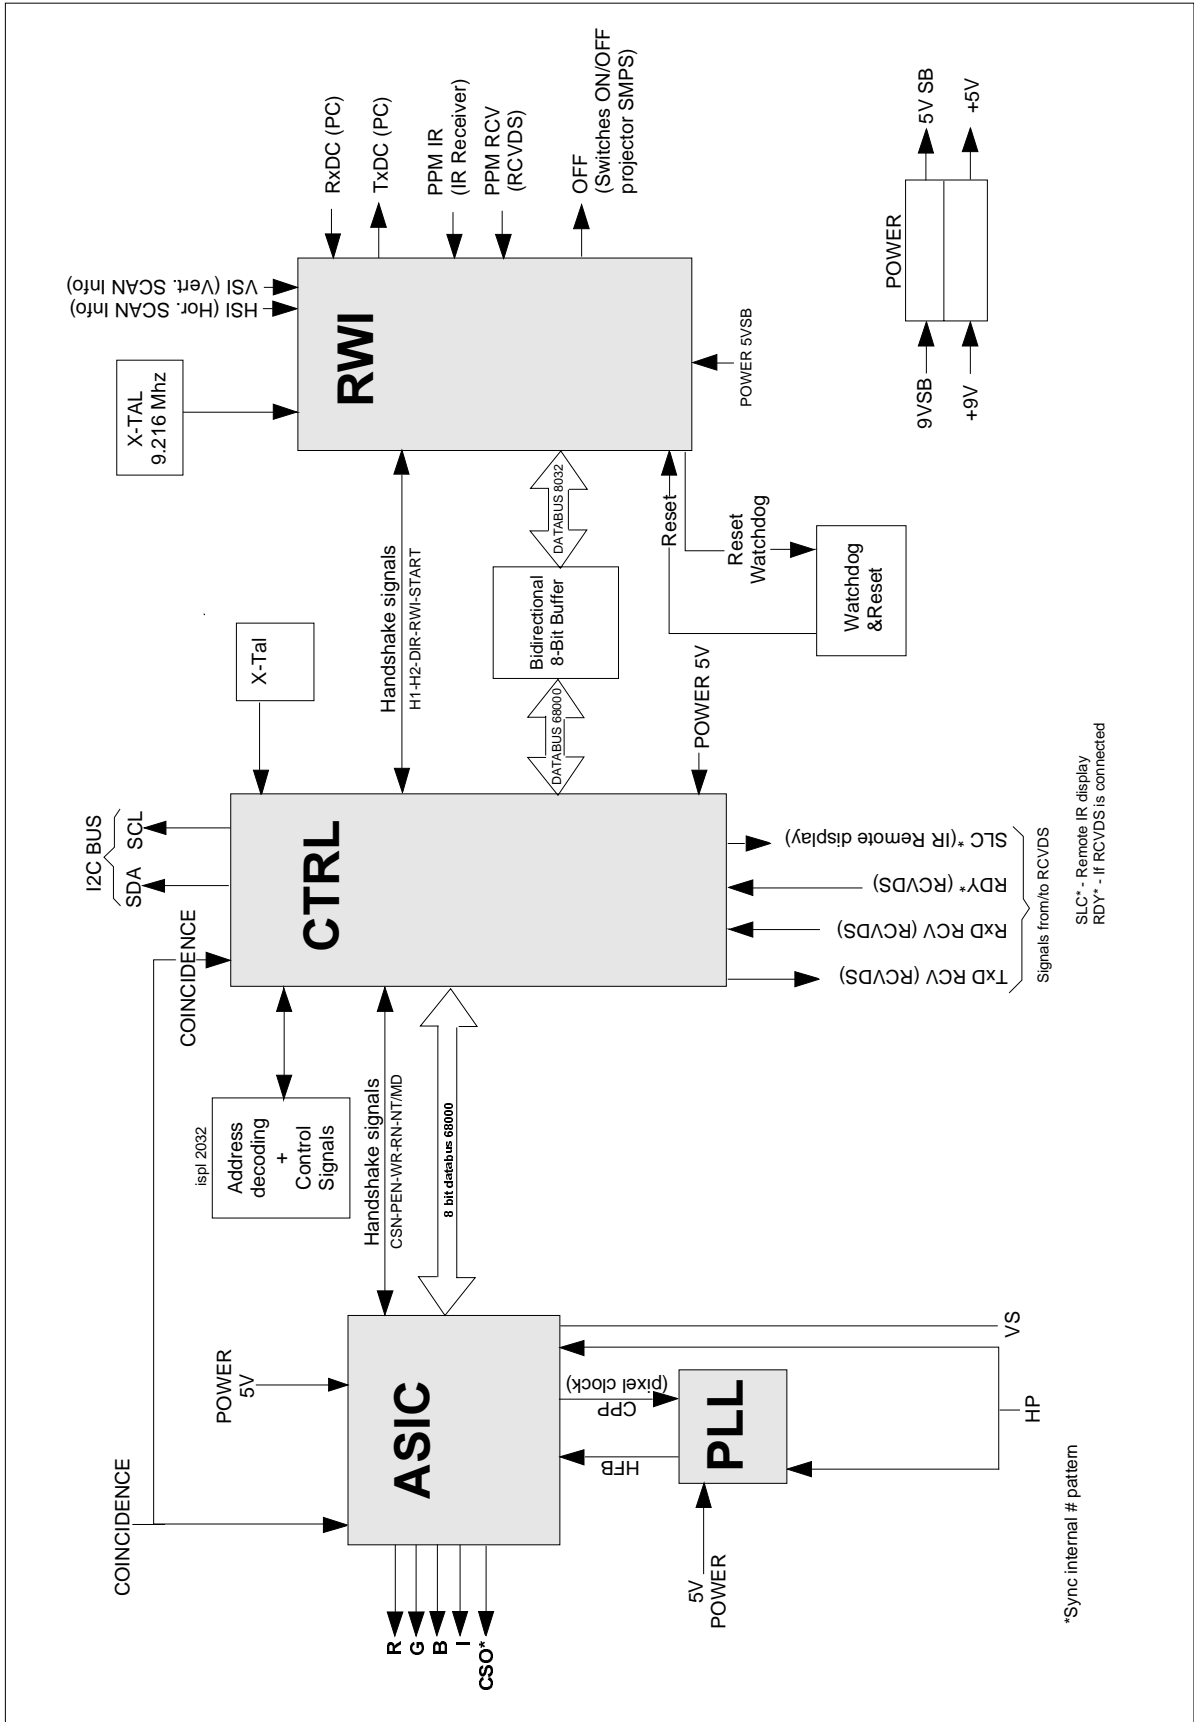 COINCIDENCE
POWER
5V
ASIC
R
G
B
I
CSO*
HFB
CPP
(pixel clock)
PLL
5V
POWER
VS
HP
*Sync internal # pattern
ispl 2032
Address
decoding
+
Control
Signals
Handshake signals
CSN-PEN-WR-RN-NT/MD
8 bit databus 68000
COINCIDENCE
I2C BUS
SDA
SCL
X-Tal
CTRL
TxD RCV (RCVDS)
RxD RCV (RCVDS)
RDY* (RCVDS)
SLC *(IR Remote display)
Signals from/to RCVDS
SLC* - Remote IR display
RDY* - If RCVDS is connected
POWER 5V
Handshake signals
H1-H2-DIR-RWI-START
DATABUS 68000
Bidirectional
8-Bit Buffer
DATABUS 8032
Reset
Reset
Watchdog
Watchdog
&Reset
X-TAL
9.216 Mhz
HSI (Hor. SCAN Info)
VSI (Vert. SCAN Info)
RWI
RxDC (PC)
TxDC (PC)
PPM IR
(IR Receiver)
PPM RCV
(RCVDS)
OFF
(Switches ON/OFF
projector SMPS)
POWER 5VSB
POWER
9VSB
5V SB
+9V
+5V